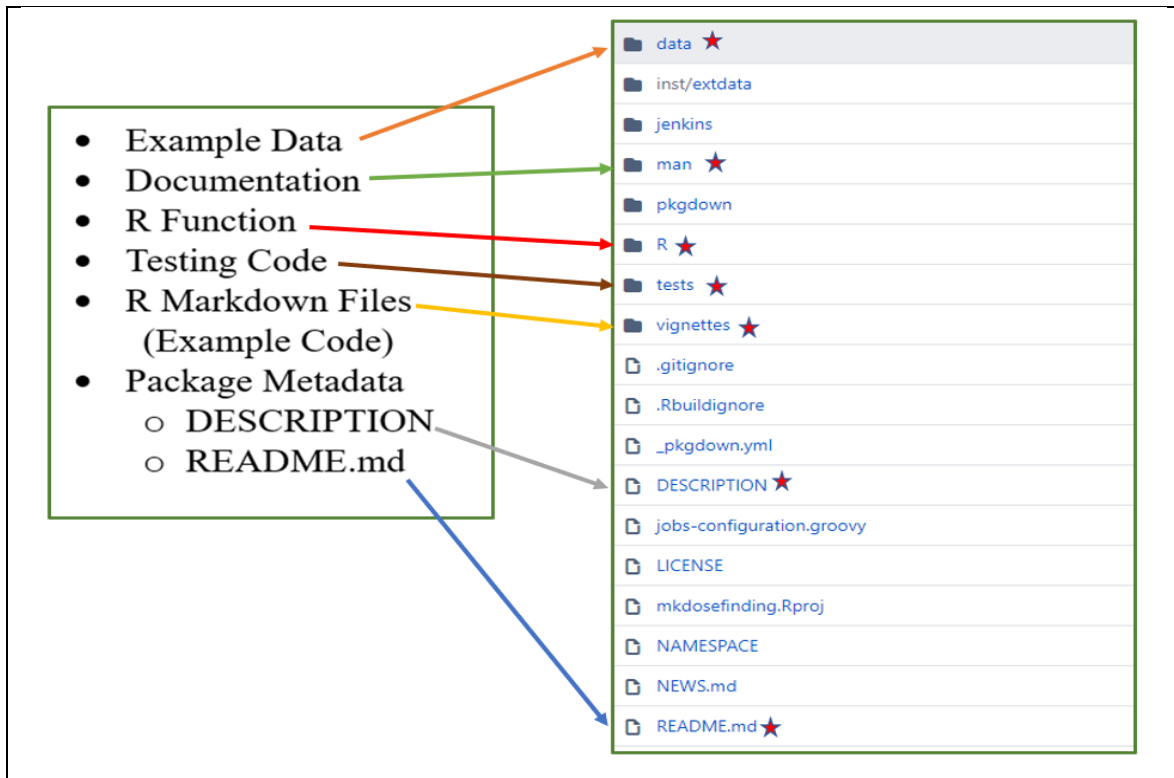 • Example Data
• Documentation
• R Function
• Testing Code
• R Markdown Files
(Example Code)
• Package Metadata
o DESCRIPTION
o README.md
data
inst/extdata
jenkins
man
pkgdown
R
tests
vignettes
.gitignore
.Rbuildignore
_pkgdown.yml
DESCRIPTION
jobs-configuration.groovy
LICENSE
mkdosefinding.Rproj
NAMESPACE
NEWS.md
README.md